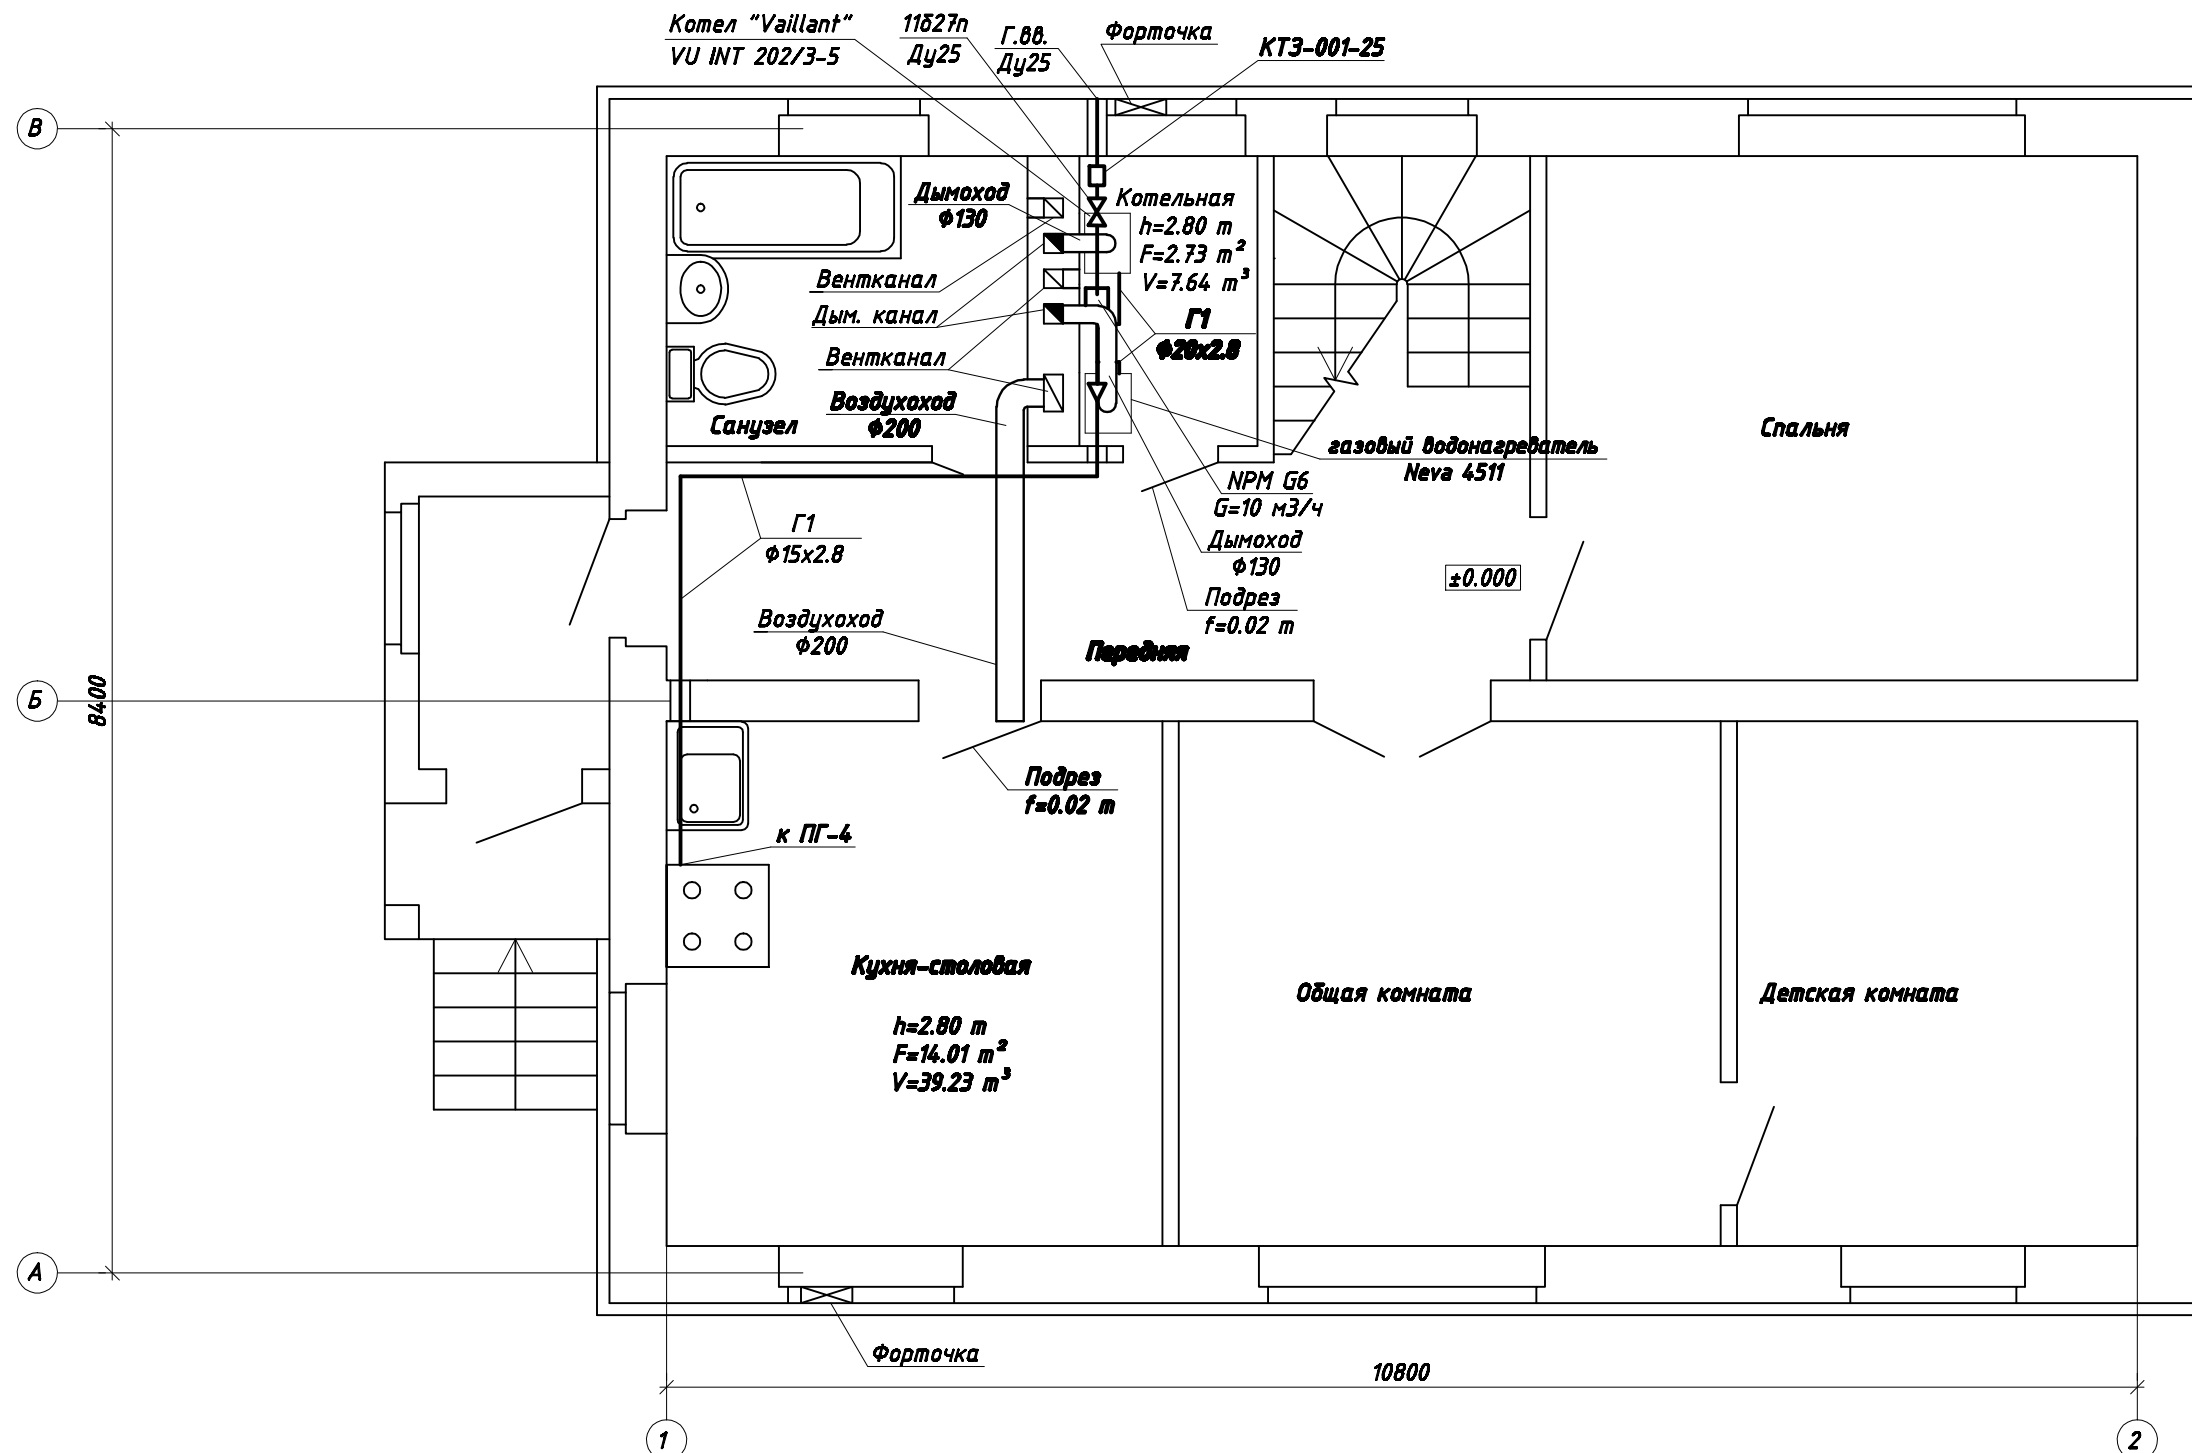 Котел "Vaillant"
VU INT 202/3-5
11б27п
Ду25
Г.вв.
Ду25
Форточка
КТЗ-001-25
В
Дымоход
ф130
Котельная
h=2.80 m
F=2.73 m²
V=7.64 m³
Вентканал
Дым. канал
Г1
ф20х2.8
Вентканал
Воздухоход
ф200
Санузел
Спальня
газовый водонагреватель
Neva 4511
NPM G6
G=10 м3/ч
Г1
ф15х2.8
Дымоход
ф130
±0.000
Подрез
f=0.02 m
Воздухоход
ф200
Передняя
Б
8400
Подрез
f=0.02 m
к ПГ-4
Кухня-столовая
Общая комната
Детская комната
h=2.80 m
F=14.01 m²
V=39.23 m³
А
Форточка
10800
1
2